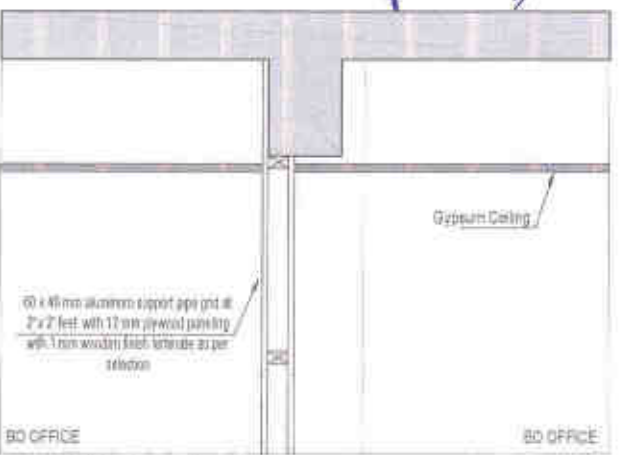 Gypsum Ceiling
60 x 40 mm aluminum support pipe grid at
2"x 2" feet with 12 mm plywood paneling
with 1 mm wooden finish laminate as per
selection
BD OFFICE
BD OFFICE